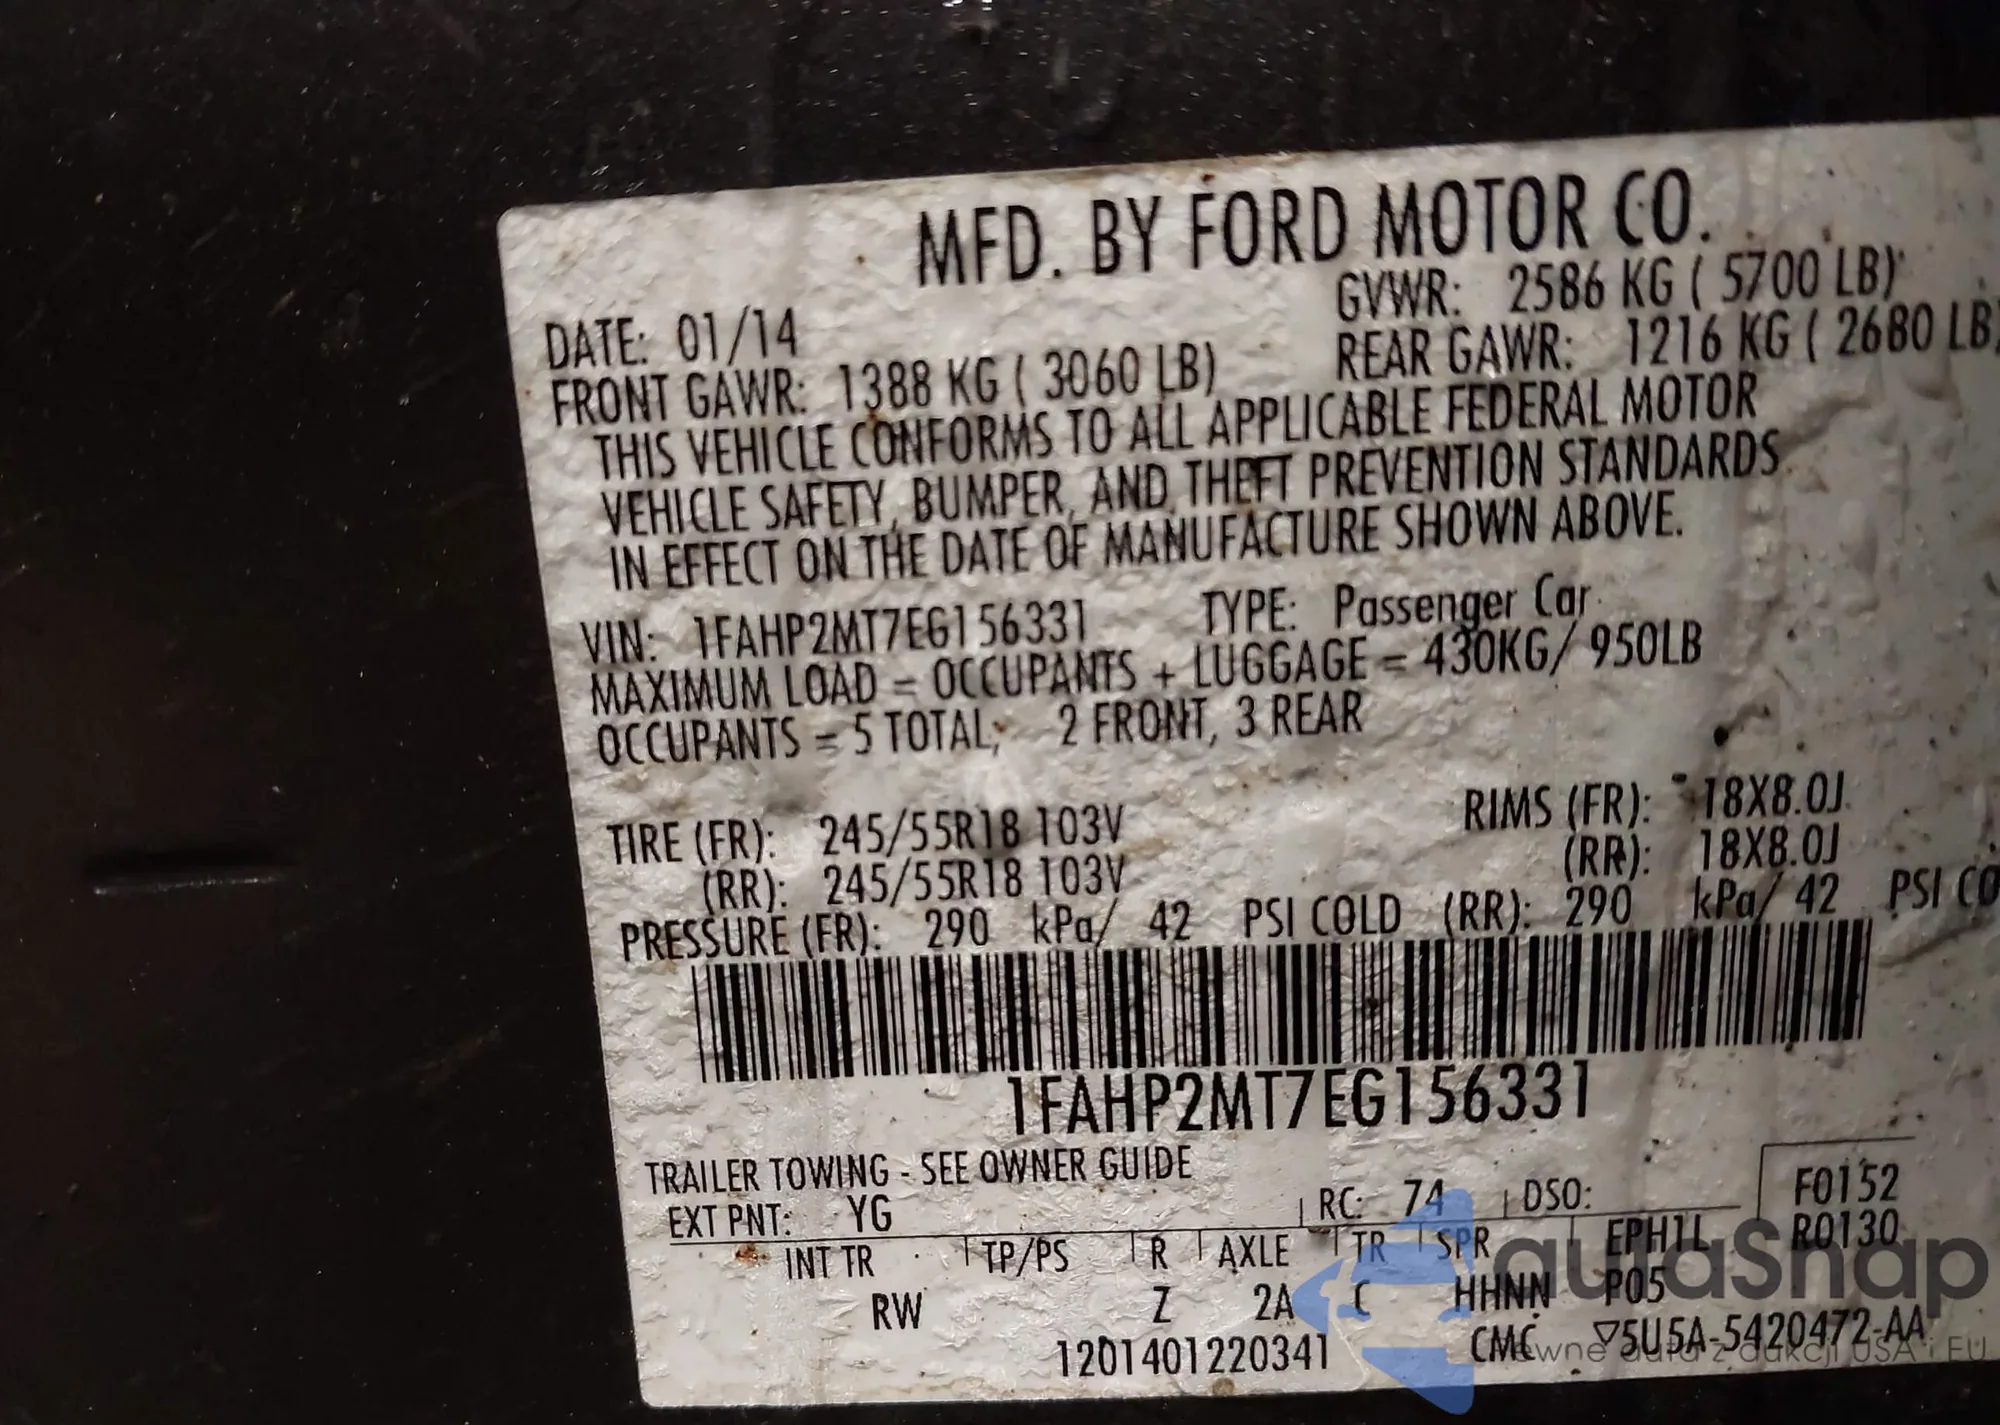 MFD. BY FORD MOTOR CO.
DATE: 01/14 GVWR: 2586 KG ( 5700 LB)
FRONT GAWR: 1388 KG ( 3060 LB) REAR GAWR: 1216 KG ( 2680 LB)
THIS VEHICLE CONFORMS TO ALL APPLICABLE FEDERAL MOTOR
VEHICLE SAFETY, BUMPER, AND THEFT PREVENTION STANDARDS
IN EFFECT ON THE DATE OF MANUFACTURE SHOWN ABOVE.
VIN: 1FAHP2MT7EG156331 TYPE: Passenger Car
MAXIMUM LOAD = OCCUPANTS + LUGGAGE = 430KG/ 950LB
OCCUPANTS = 5 TOTAL, 2 FRONT, 3 REAR
TIRE (FR): 245/55R18 103V RIMS (FR): 18X8.0J
(RR): 245/55R18 103V (RR): 18X8.0J
PRESSURE (FR): 290 kPa/ 42 PSI COLD (RR): 290 kPa/ 42 PSI CO
1FAHP2MT7EG156331
TRAILER TOWING - SEE OWNER GUIDE
EXT PNT: YG RC: 74 DSO: F0152
INT TR TP/PS R AXLE TR SPR EPH1L R0130
RW Z 2A C HHNN P05
1201401220341 CMC 5U5A-5420472-AA
autaSnap